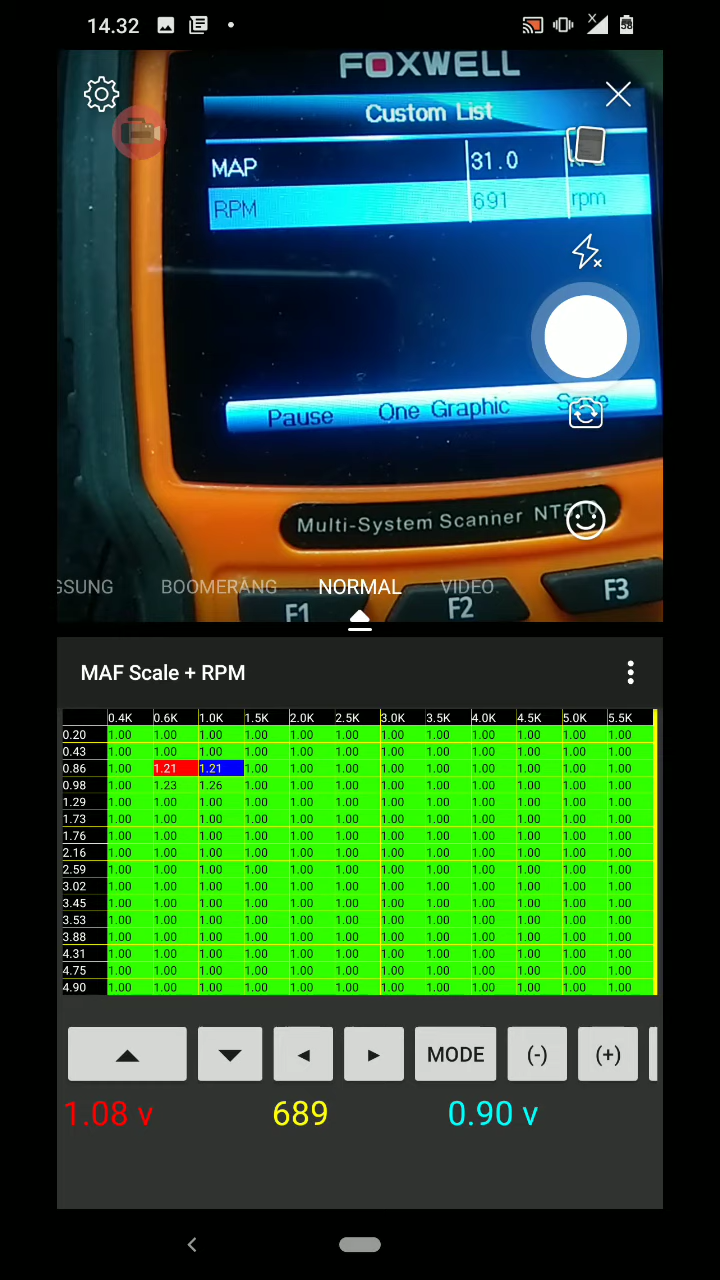 14.32
58
FOXWELL
Custom List
MAP 31.0
RPM 691 rpm
Pause One Graphic
Multi-System Scanner
BOOMERANG NORMAL VIDEO
F1 F2 F3
MAF Scale + RPM
0.4K 0.6K 1.0K 1.5K 2.0K 2.5K 3.0K 3.5K 4.0K 4.5K 5.0K 5.5K
0.20 1.00 1.00 1.00 1.00 1.00 1.00 1.00 1.00 1.00 1.00 1.00 1.00
0.43 1.00 1.00 1.00 1.00 1.00 1.00 1.00 1.00 1.00 1.00 1.00 1.00
0.86 1.00 1.21 1.21 1.00 1.00 1.00 1.00 1.00 1.00 1.00 1.00 1.00
0.98 1.00 1.23 1.26 1.00 1.00 1.00 1.00 1.00 1.00 1.00 1.00 1.00
1.29 1.00 1.00 1.00 1.00 1.00 1.00 1.00 1.00 1.00 1.00 1.00 1.00
1.73 1.00 1.00 1.00 1.00 1.00 1.00 1.00 1.00 1.00 1.00 1.00 1.00
1.76 1.00 1.00 1.00 1.00 1.00 1.00 1.00 1.00 1.00 1.00 1.00 1.00
2.16 1.00 1.00 1.00 1.00 1.00 1.00 1.00 1.00 1.00 1.00 1.00 1.00
2.59 1.00 1.00 1.00 1.00 1.00 1.00 1.00 1.00 1.00 1.00 1.00 1.00
3.02 1.00 1.00 1.00 1.00 1.00 1.00 1.00 1.00 1.00 1.00 1.00 1.00
3.45 1.00 1.00 1.00 1.00 1.00 1.00 1.00 1.00 1.00 1.00 1.00 1.00
3.53 1.00 1.00 1.00 1.00 1.00 1.00 1.00 1.00 1.00 1.00 1.00 1.00
3.88 1.00 1.00 1.00 1.00 1.00 1.00 1.00 1.00 1.00 1.00 1.00 1.00
4.31 1.00 1.00 1.00 1.00 1.00 1.00 1.00 1.00 1.00 1.00 1.00 1.00
4.75 1.00 1.00 1.00 1.00 1.00 1.00 1.00 1.00 1.00 1.00 1.00 1.00
4.90 1.00 1.00 1.00 1.00 1.00 1.00 1.00 1.00 1.00 1.00 1.00 1.00
MODE (-) (+)
1.08 v 689 0.90 v